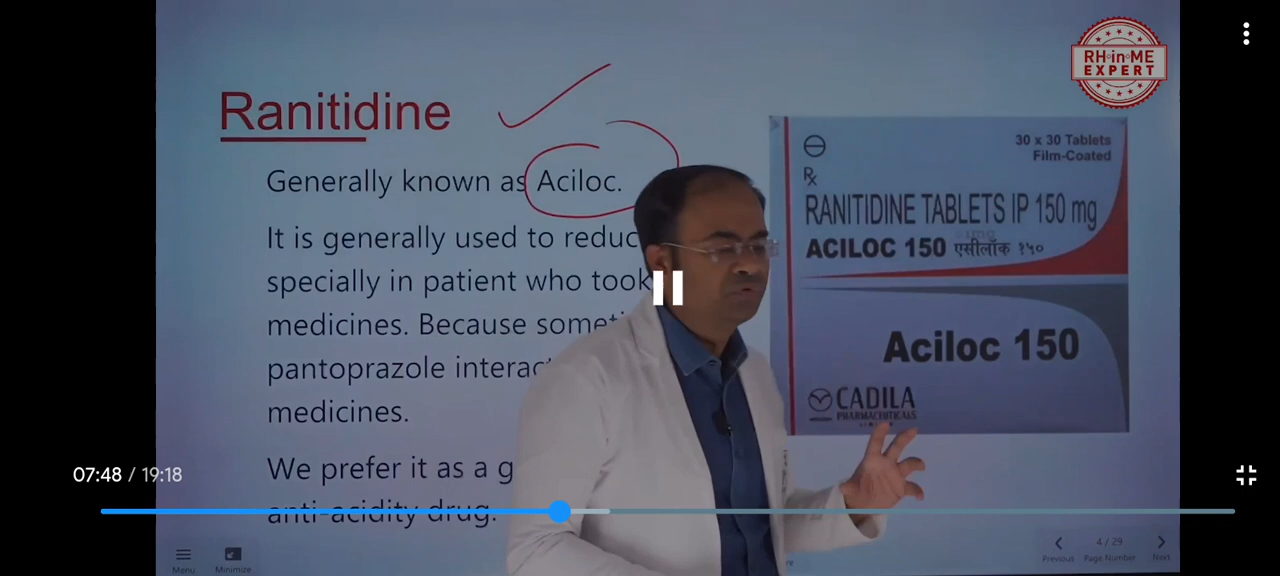 RH-in-ME
EXPERT
Ranitidine
Generally known as Aciloc.
It is generally used to reduc
specially in patient who took
medicines. Because someti
pantoprazole interac
medicines.
We prefer it as a g
anti-acidity drug.
30 x 30 Tablets
Film-Coated
Rx
RANITIDINE TABLETS IP 150 mg
ACILOC 150 एसीलॉक १५०
Aciloc 150
CADILA
PHARMACEUTICALS
07:48 / 19:18
Menu
Minimize
4 / 29
Previous
Page Number
Next